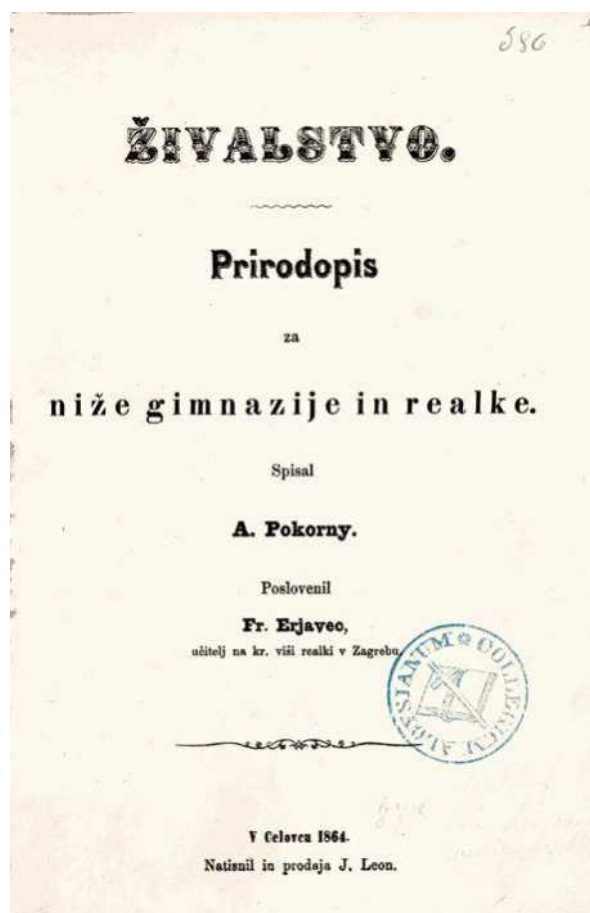 596
ŽIVALSTVO.
Prirodopis
za
niže gimnazije in realke.
Spisal
A. Pokorny.
Poslovenil
Fr. Erjavec,
učitelj na kr. viši realki v Zagrebu.
COLLEGIUM ALOYSIANUM
V Celovcu 1864.
Natisnil in prodaja J. Leon.